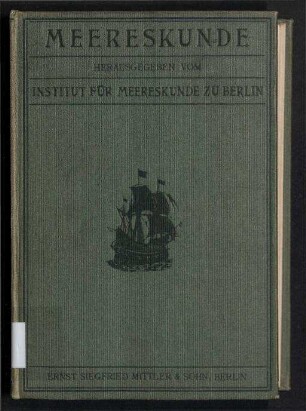 MEERESKUNDE
HERAUSGEGEBEN VOM
INSTITUT FÜR MEERESKUNDE ZU BERLIN
ERNST SIEGFRIED MITTLER & SOHN, BERLIN